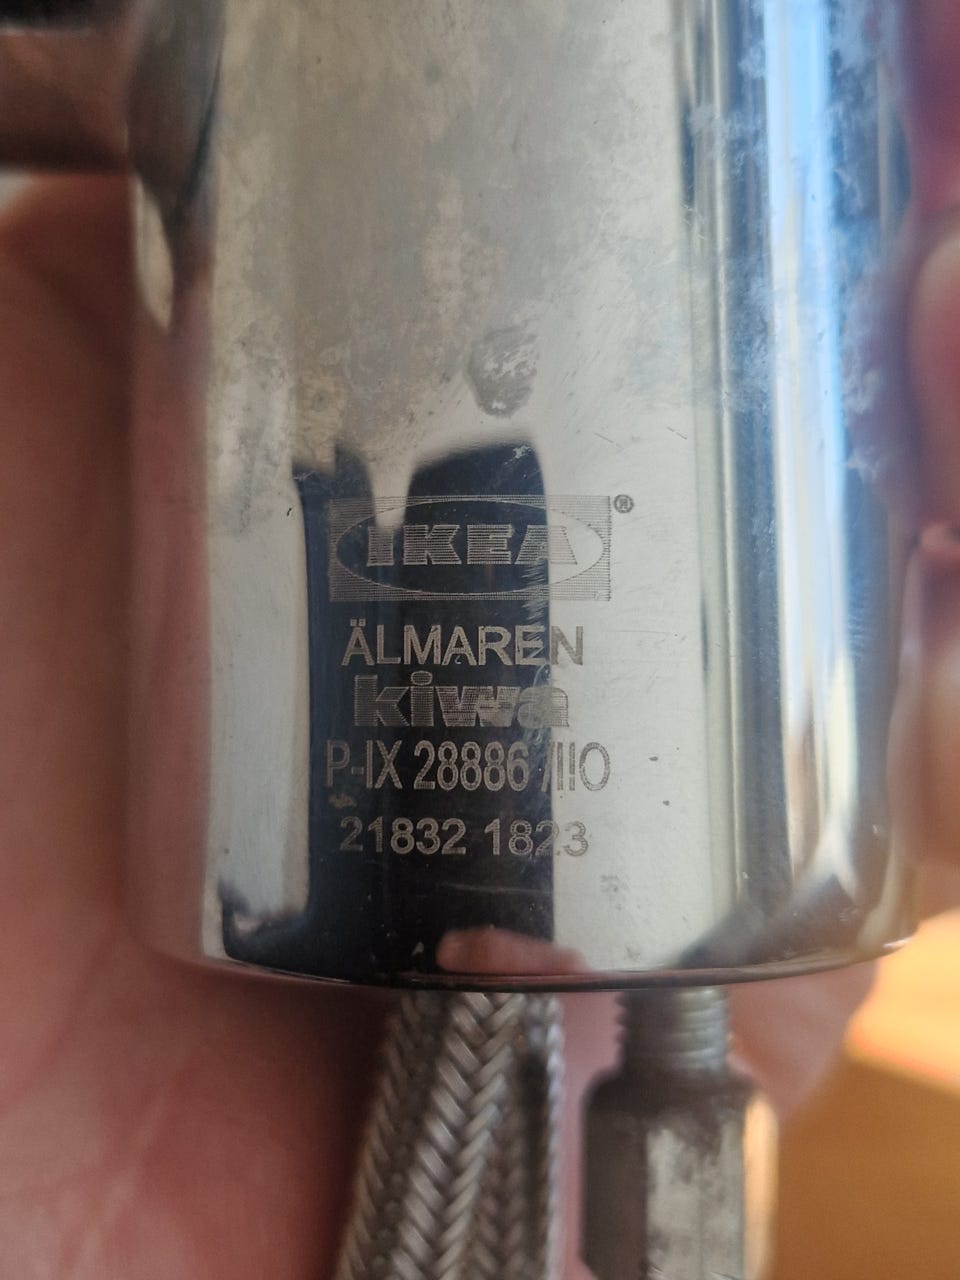 IKEA®
ÄLMAREN
kiwa
P-IX 28886 /IIO
21832 1823